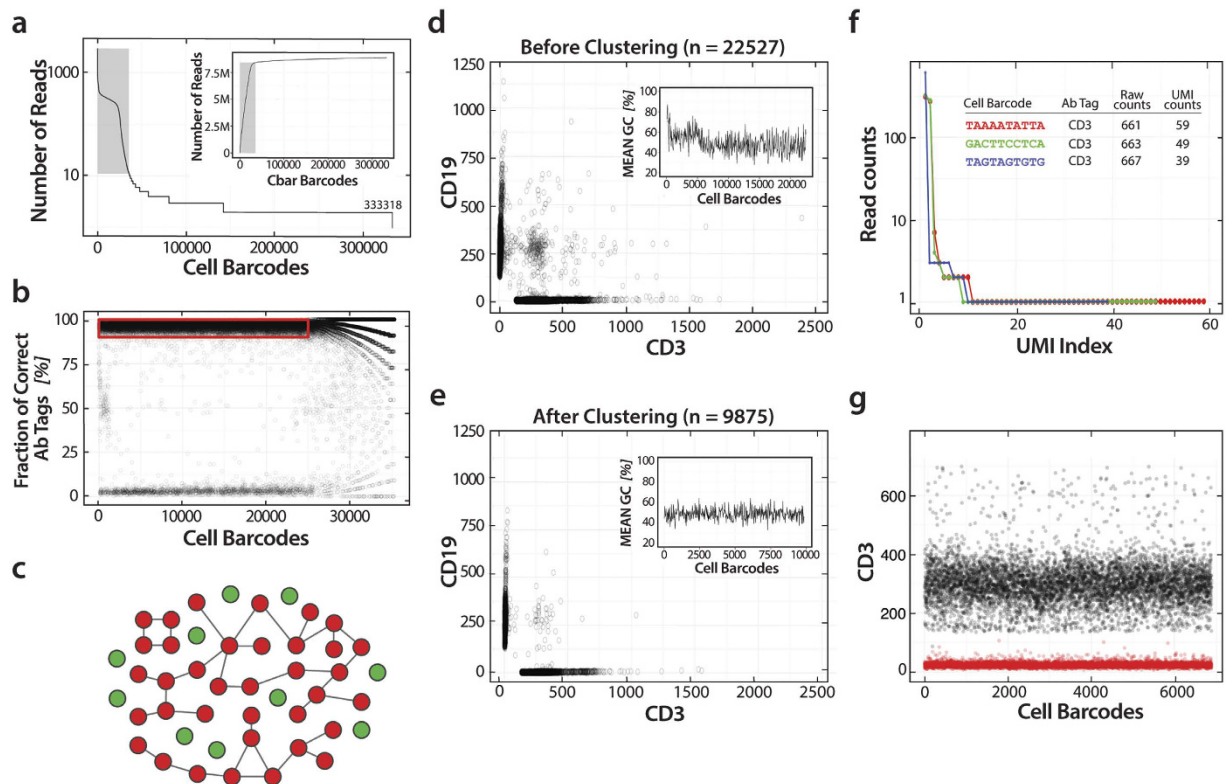 a
Number of Reads
1000
10
0
100000
200000
300000
333318
Cell Barcodes
Number of Reads
7.5M
5M
2.5M
0
0
100000
200000
300000
Cbar Barcodes
b
Fraction of Correct
Ab Tags [%]
100
75
50
25
0
0
10000
20000
30000
Cell Barcodes
c
d
Before Clustering (n = 22527)
CD19
1250
1000
750
500
250
0
0
500
1000
1500
2000
2500
CD3
MEAN GC [%]
100
80
60
40
20
0
5000
10000
15000
20000
Cell Barcodes
e
After Clustering (n = 9875)
CD19
1250
1000
750
500
250
0
0
500
1000
1500
2000
2500
CD3
MEAN GC [%]
100
80
60
40
20
0
2500
5000
7500
10000
Cell Barcodes
f
Read counts
100
10
1
0
20
40
60
UMI Index
Cell Barcode Ab Tag Raw counts UMI counts
TAAAATATTA CD3 661 59
GACTTCCTCA CD3 663 49
TAGTAGTGTG CD3 667 39
g
CD3
600
400
200
0
0
2000
4000
6000
Cell Barcodes